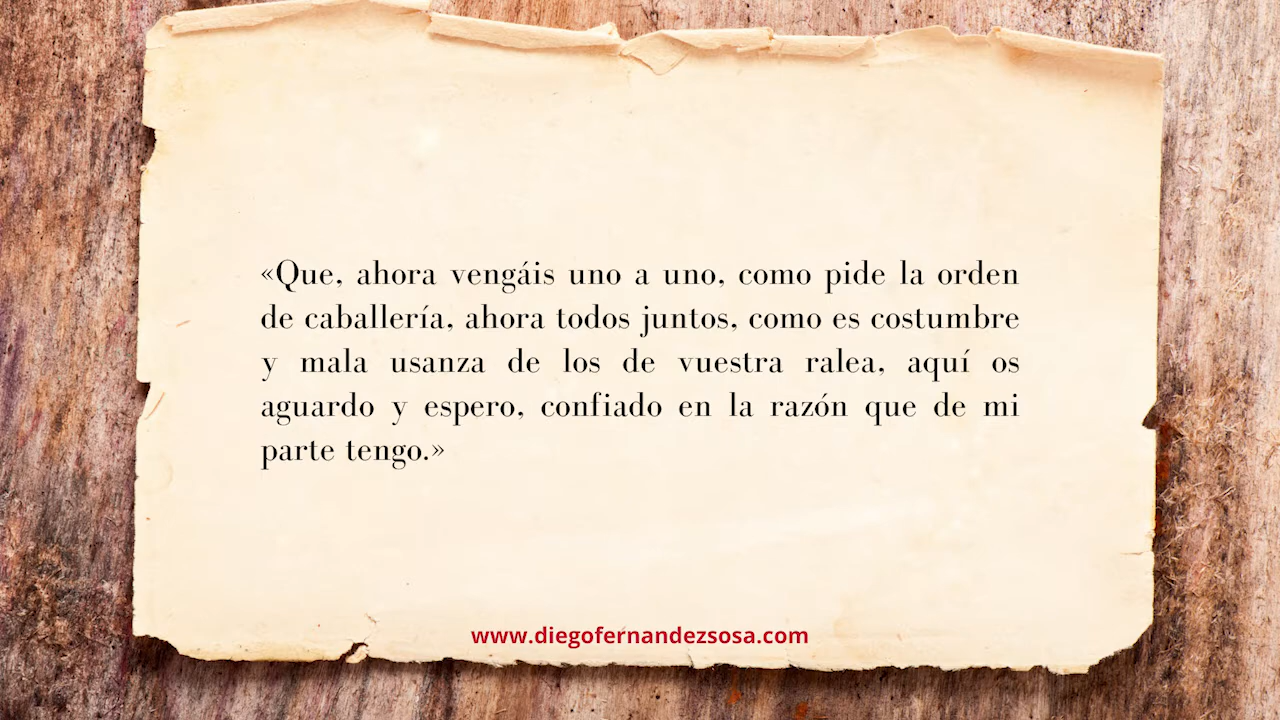 «Que, ahora vengáis uno a uno, como pide la orden
de caballería, ahora todos juntos, como es costumbre
y mala usanza de los de vuestra ralea, aquí os
aguardo y espero, confiado en la razón que de mi
parte tengo.»
www.diegofernandezsosa.com